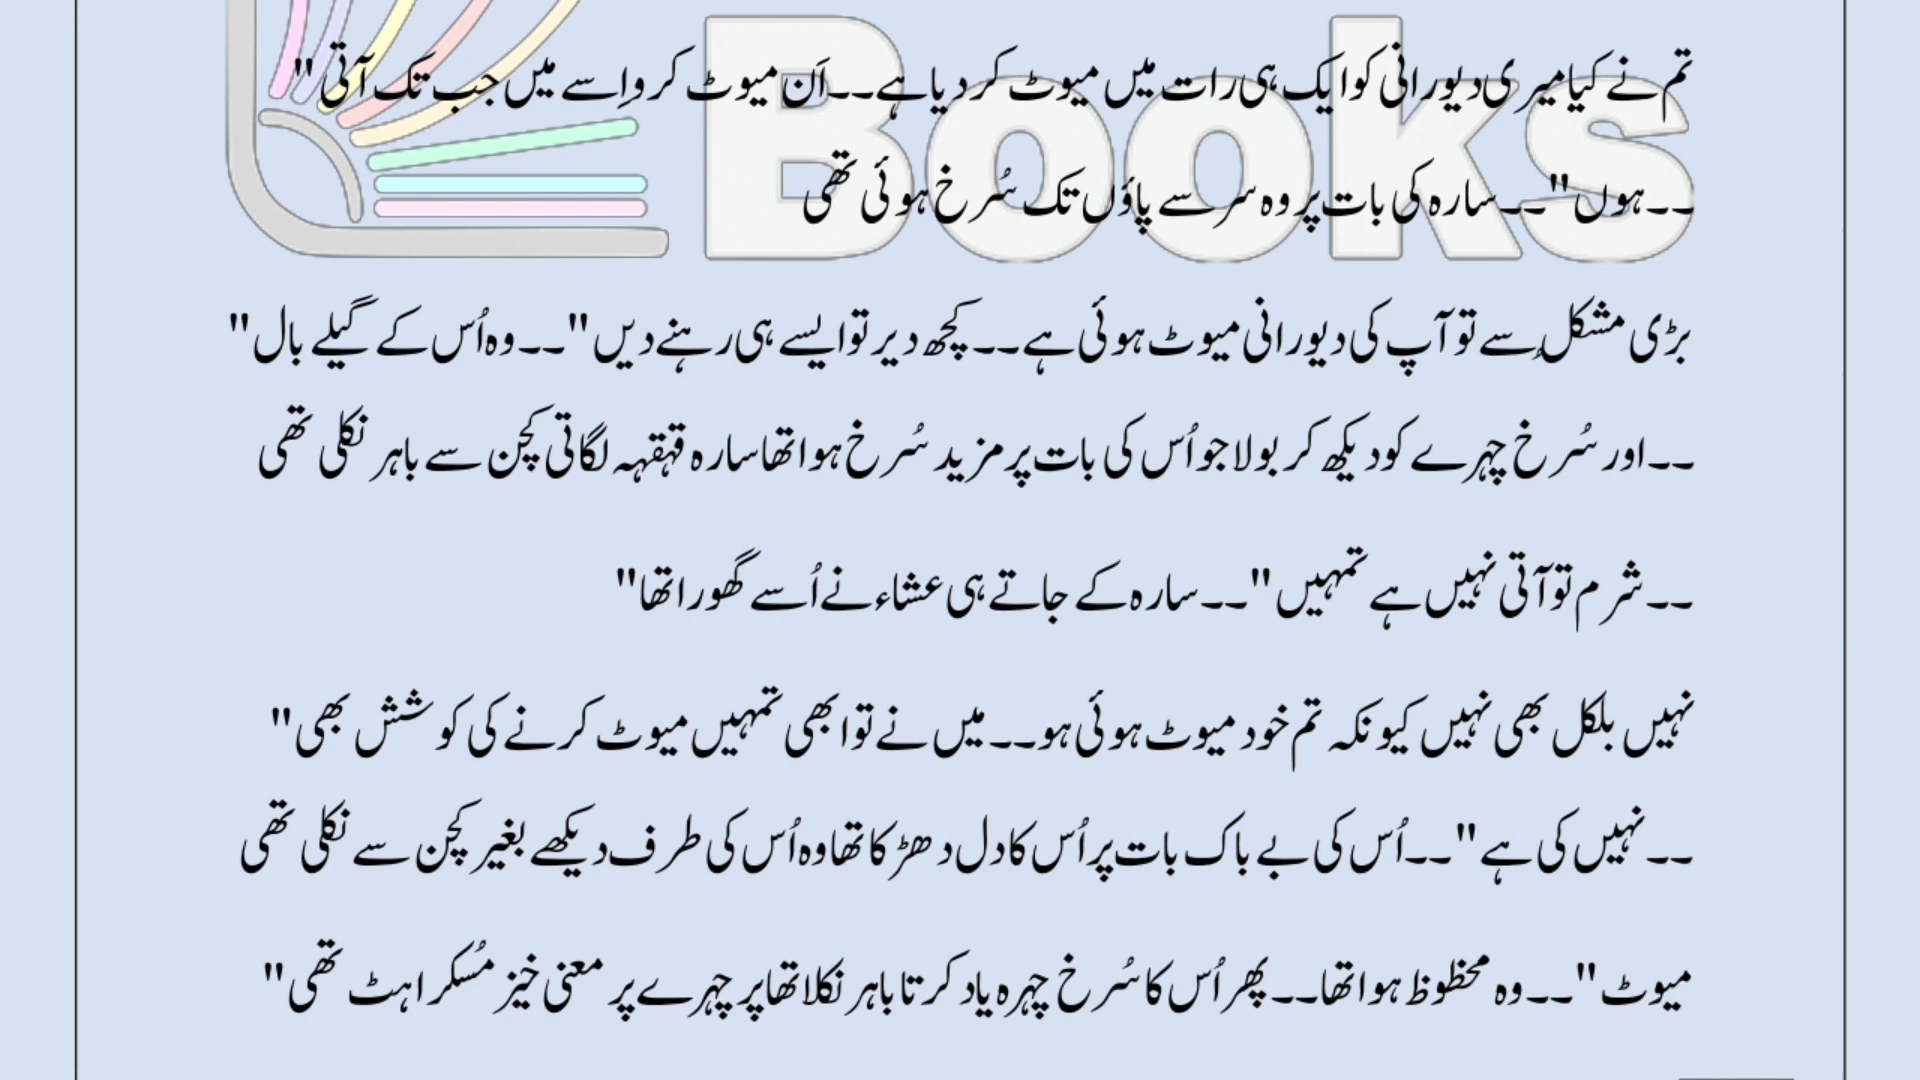 Books
تم نے کیا میری دیورانی کو ایک ہی رات میں میوٹ کر دیا ہے۔۔اَن میوٹ کرو اِسے میں جب تک آتی "
۔۔ہوں"۔۔سارہ کی بات پر وہ سر سے پاؤں تک سُرخ ہوئی تھی
بڑی مشکل سے تو آپ کی دیورانی میوٹ ہوئی ہے۔۔کچھ دیر تو ایسے ہی رہنے دیں"۔۔وہ اُس کے گیلے بال "
۔۔اور سُرخ چہرے کو دیکھ کر بولا جو اُس کی بات پر مزید سُرخ ہوا تھا سارہ قہقہہ لگاتی کچن سے باہر نکلی تھی
۔۔شرم تو آتی نہیں ہے تمہیں"۔۔سارہ کے جاتے ہی عشاء نے اُسے گھورا تھا"
نہیں بلکل بھی نہیں کیونکہ تم خود میوٹ ہوئی ہو۔۔میں نے تو ابھی تمہیں میوٹ کرنے کی کوشش بھی "
۔۔نہیں کی ہے"۔۔اُس کی بے باک بات پر اُس کا دل دھڑکا تھا وہ اُس کی طرف دیکھے بغیر کچن سے نکلی تھی
میوٹ"۔۔وہ محظوظ ہوا تھا۔۔پھر اُس کا سُرخ چہرہ یاد کرتا باہر نکلا تھا پر چہرے پر معنی خیز مُسکراہٹ تھی "